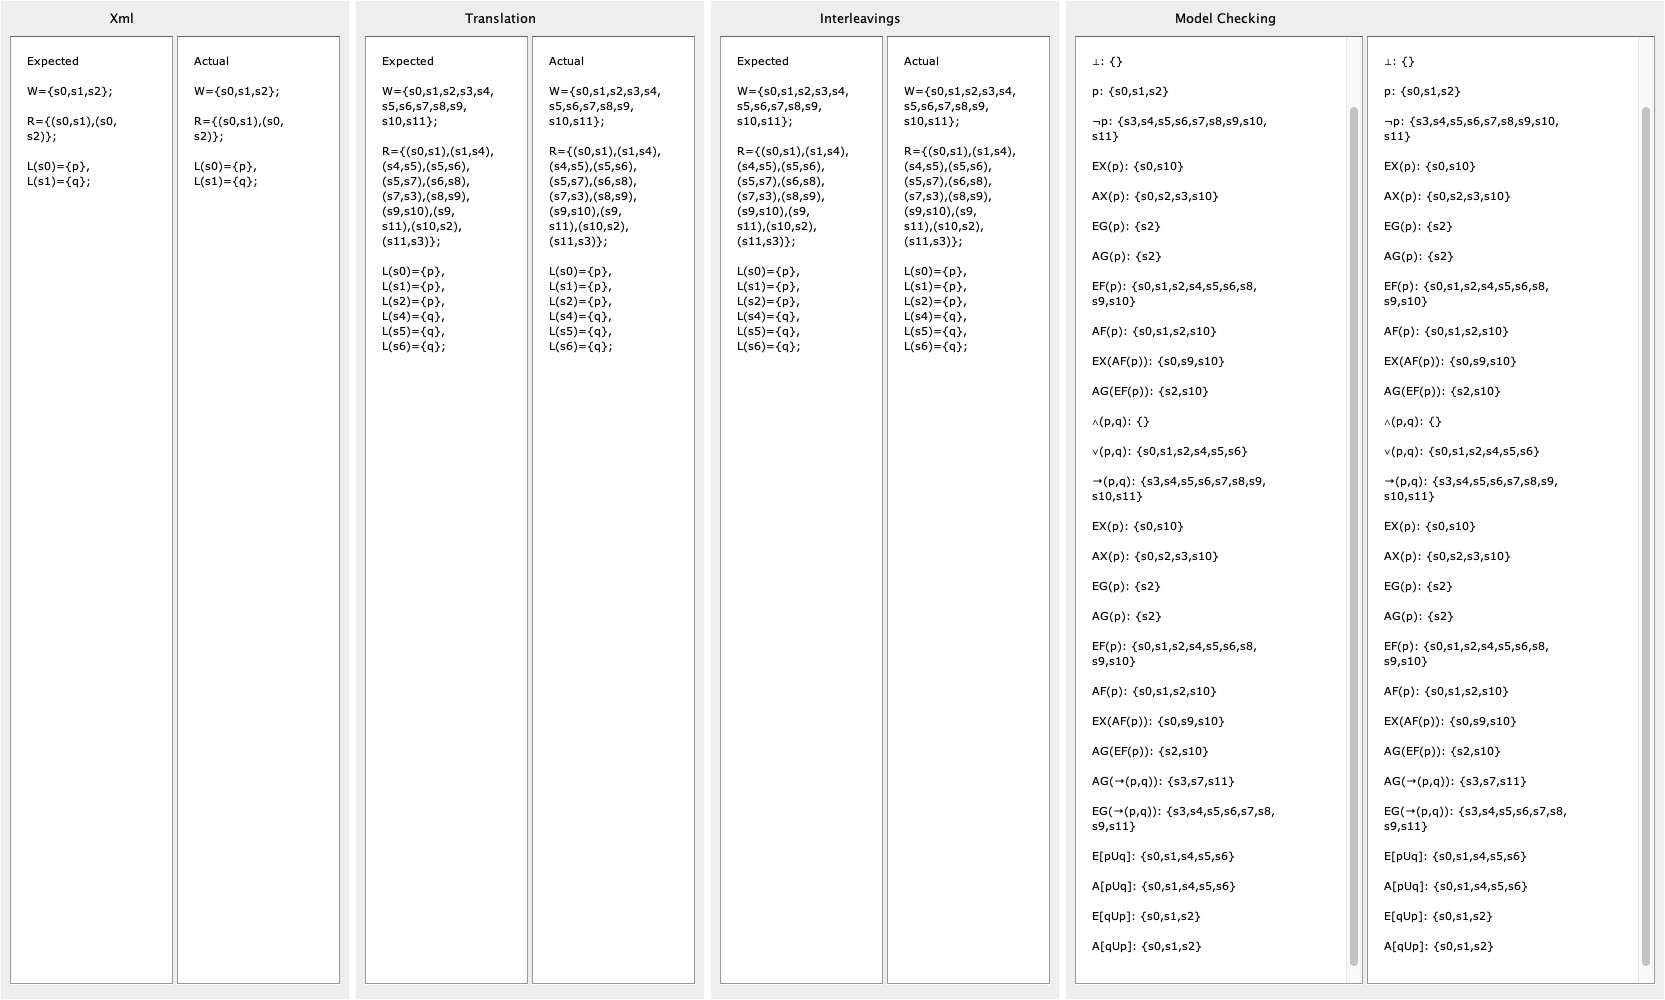 Xml
Expected
W={s0,s1,s2};
R={(s0,s1),(s0,
s2)};
L(s0)={p},
L(s1)={q};
Actual
W={s0,s1,s2};
R={(s0,s1),(s0,
s2)};
L(s0)={p},
L(s1)={q};
Translation
Expected
W={s0,s1,s2,s3,s4,
s5,s6,s7,s8,s9,
s10,s11};
R={(s0,s1),(s1,s4),
(s4,s5),(s5,s6),
(s5,s7),(s6,s8),
(s7,s3),(s8,s9),
(s9,s10),(s9,
s11),(s10,s2),
(s11,s3)};
L(s0)={p},
L(s1)={p},
L(s2)={p},
L(s4)={q},
L(s5)={q},
L(s6)={q};
Actual
W={s0,s1,s2,s3,s4,
s5,s6,s7,s8,s9,
s10,s11};
R={(s0,s1),(s1,s4),
(s4,s5),(s5,s6),
(s5,s7),(s6,s8),
(s7,s3),(s8,s9),
(s9,s10),(s9,
s11),(s10,s2),
(s11,s3)};
L(s0)={p},
L(s1)={p},
L(s2)={p},
L(s4)={q},
L(s5)={q},
L(s6)={q};
Interleavings
Expected
W={s0,s1,s2,s3,s4,
s5,s6,s7,s8,s9,
s10,s11};
R={(s0,s1),(s1,s4),
(s4,s5),(s5,s6),
(s5,s7),(s6,s8),
(s7,s3),(s8,s9),
(s9,s10),(s9,
s11),(s10,s2),
(s11,s3)};
L(s0)={p},
L(s1)={p},
L(s2)={p},
L(s4)={q},
L(s5)={q},
L(s6)={q};
Actual
W={s0,s1,s2,s3,s4,
s5,s6,s7,s8,s9,
s10,s11};
R={(s0,s1),(s1,s4),
(s4,s5),(s5,s6),
(s5,s7),(s6,s8),
(s7,s3),(s8,s9),
(s9,s10),(s9,
s11),(s10,s2),
(s11,s3)};
L(s0)={p},
L(s1)={p},
L(s2)={p},
L(s4)={q},
L(s5)={q},
L(s6)={q};
Model Checking
⊥: {}
p: {s0,s1,s2}
¬p: {s3,s4,s5,s6,s7,s8,s9,s10,
s11}
EX(p): {s0,s10}
AX(p): {s0,s2,s3,s10}
EG(p): {s2}
AG(p): {s2}
EF(p): {s0,s1,s2,s4,s5,s6,s8,
s9,s10}
AF(p): {s0,s1,s2,s10}
EX(AF(p)): {s0,s9,s10}
AG(EF(p)): {s2,s10}
∧(p,q): {}
∨(p,q): {s0,s1,s2,s4,s5,s6}
→(p,q): {s3,s4,s5,s6,s7,s8,s9,
s10,s11}
EX(p): {s0,s10}
AX(p): {s0,s2,s3,s10}
EG(p): {s2}
AG(p): {s2}
EF(p): {s0,s1,s2,s4,s5,s6,s8,
s9,s10}
AF(p): {s0,s1,s2,s10}
EX(AF(p)): {s0,s9,s10}
AG(EF(p)): {s2,s10}
AG(→(p,q)): {s3,s7,s11}
EG(→(p,q)): {s3,s4,s5,s6,s7,s8,
s9,s11}
E[pUq]: {s0,s1,s4,s5,s6}
A[pUq]: {s0,s1,s4,s5,s6}
E[qUp]: {s0,s1,s2}
A[qUp]: {s0,s1,s2}
⊥: {}
p: {s0,s1,s2}
¬p: {s3,s4,s5,s6,s7,s8,s9,s10,
s11}
EX(p): {s0,s10}
AX(p): {s0,s2,s3,s10}
EG(p): {s2}
AG(p): {s2}
EF(p): {s0,s1,s2,s4,s5,s6,s8,
s9,s10}
AF(p): {s0,s1,s2,s10}
EX(AF(p)): {s0,s9,s10}
AG(EF(p)): {s2,s10}
∧(p,q): {}
∨(p,q): {s0,s1,s2,s4,s5,s6}
→(p,q): {s3,s4,s5,s6,s7,s8,s9,
s10,s11}
EX(p): {s0,s10}
AX(p): {s0,s2,s3,s10}
EG(p): {s2}
AG(p): {s2}
EF(p): {s0,s1,s2,s4,s5,s6,s8,
s9,s10}
AF(p): {s0,s1,s2,s10}
EX(AF(p)): {s0,s9,s10}
AG(EF(p)): {s2,s10}
AG(→(p,q)): {s3,s7,s11}
EG(→(p,q)): {s3,s4,s5,s6,s7,s8,
s9,s11}
E[pUq]: {s0,s1,s4,s5,s6}
A[pUq]: {s0,s1,s4,s5,s6}
E[qUp]: {s0,s1,s2}
A[qUp]: {s0,s1,s2}